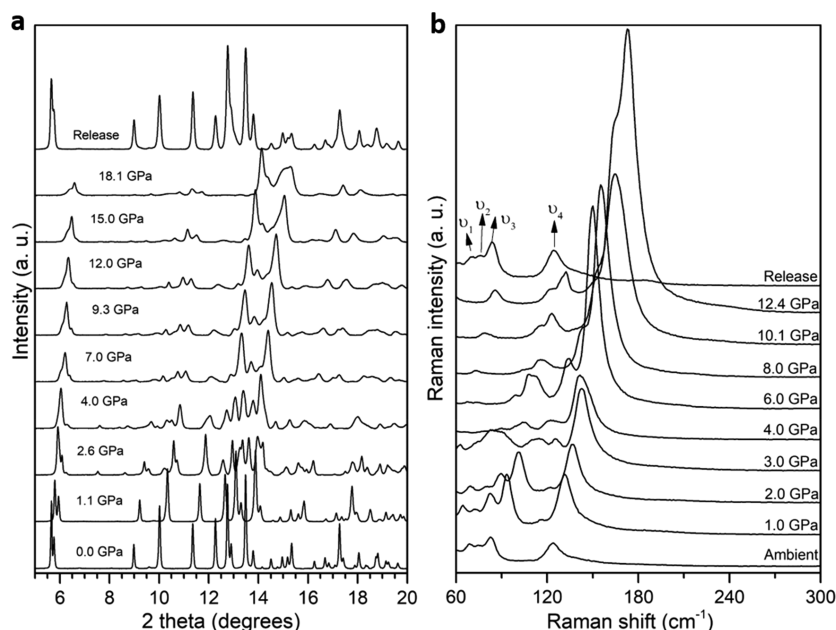 a
Release
18.1 GPa
15.0 GPa
12.0 GPa
9.3 GPa
7.0 GPa
4.0 GPa
2.6 GPa
1.1 GPa
0.0 GPa
Intensity (a. u.)
6 8 10 12 14 16 18 20
2 theta (degrees)
b
υ1 υ2 υ3 υ4
Release
12.4 GPa
10.1 GPa
8.0 GPa
6.0 GPa
4.0 GPa
3.0 GPa
2.0 GPa
1.0 GPa
Ambient
Raman intensity (a. u.)
60 120 180 240 300
Raman shift (cm-1)